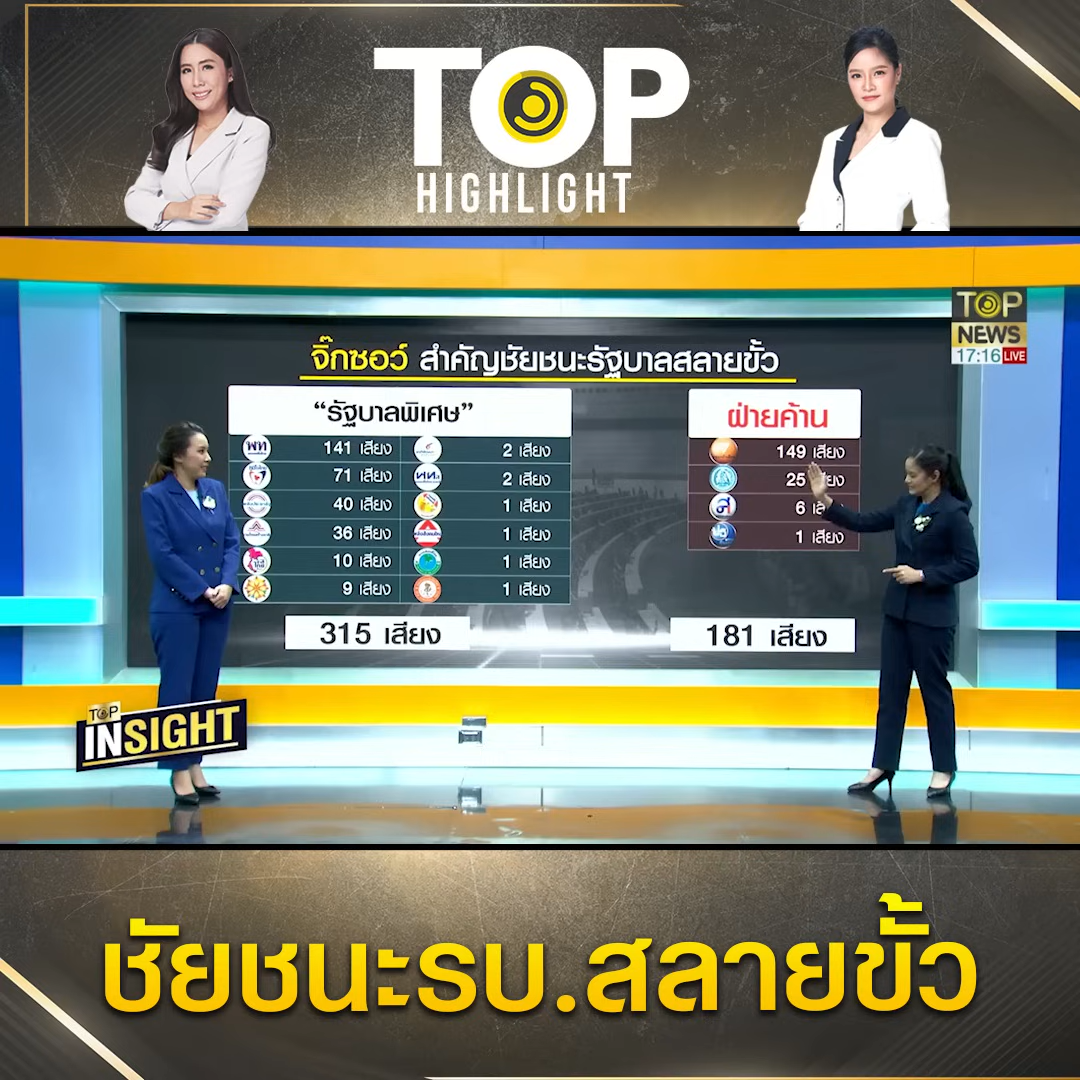 TOP
HIGHLIGHT
TOP
NEWS
17:16 LIVE
จิ๊กซอว์ สำคัญชัยชนะรัฐบาลสลายขั้ว
“รัฐบาลพิเศษ”
พท 141 เสียง 2 เสียง
71 เสียง 2 เสียง
40 เสียง 1 เสียง
36 เสียง 1 เสียง
10 เสียง 1 เสียง
9 เสียง 1 เสียง
315 เสียง
ฝ่ายค้าน
149 เสียง
25
6
1 เสียง
181 เสียง
TOP
INSIGHT
ชัยชนะรบ.สลายขั้ว